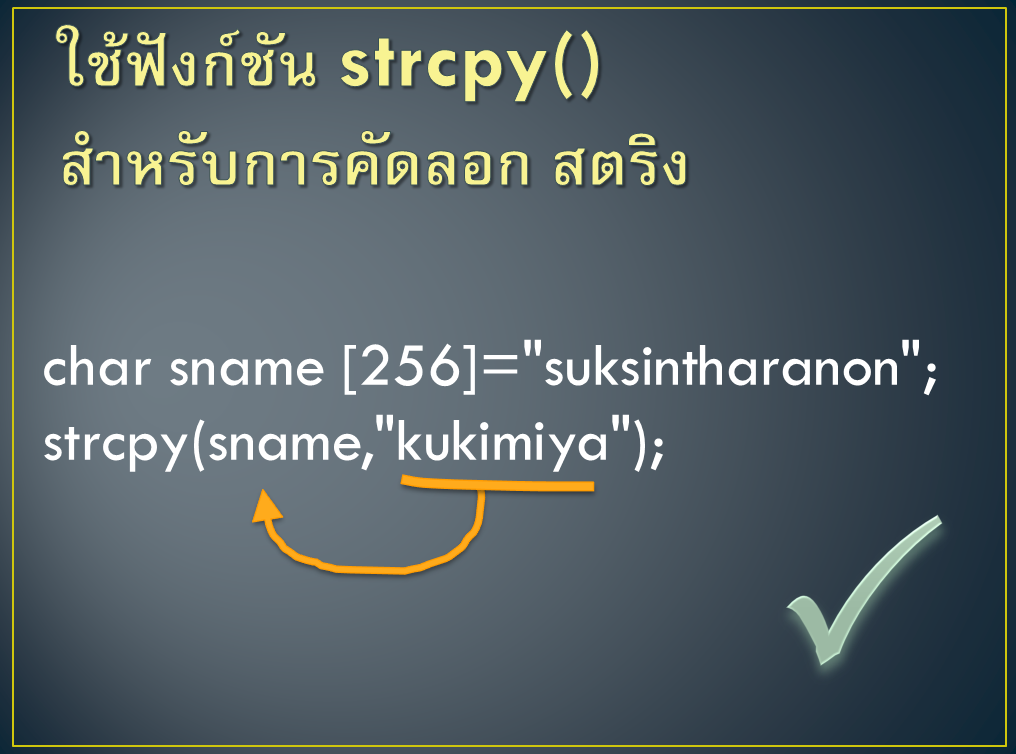 ใช้ฟังก์ชัน strcpy()
สำหรับการคัดลอก สตริง
char sname [256]="suksintharanon";
strcpy(sname,"kukimiya");